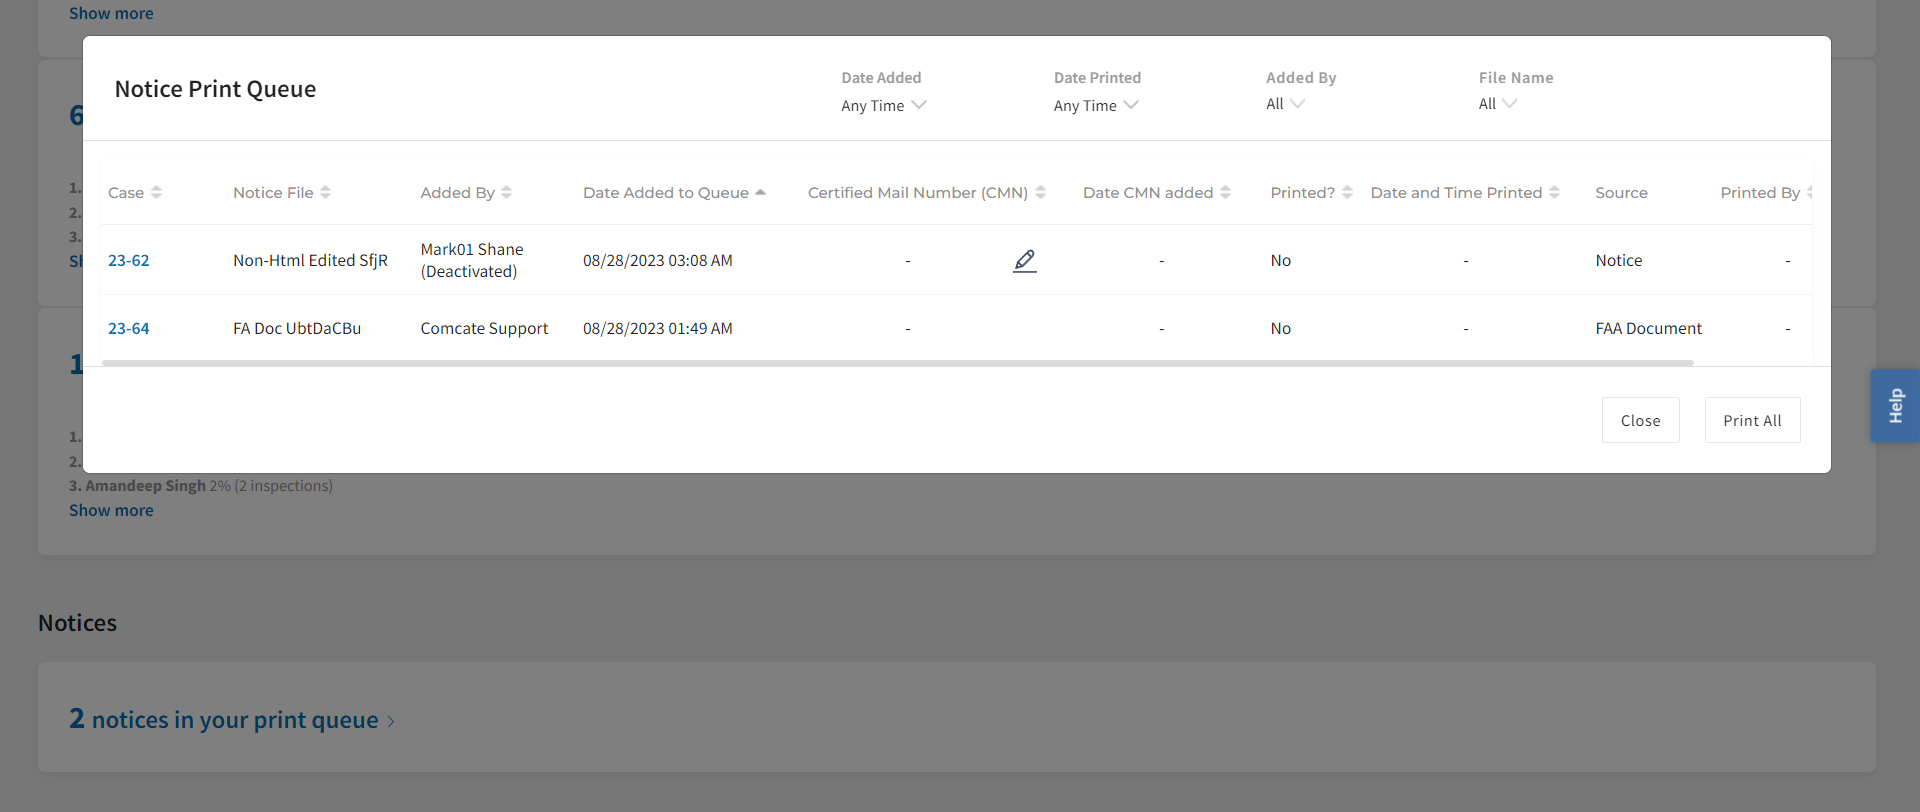 Show more
Notice Print Queue
Date Added
Any Time
Date Printed
Any Time
Added By
All
File Name
All
Case
Notice File
Added By
Date Added to Queue
Certified Mail Number (CMN)
Date CMN added
Printed?
Date and Time Printed
Source
Printed By
23-62
Non-Html Edited SfjR
Mark01 Shane
(Deactivated)
08/28/2023 03:08 AM
-
-
No
-
Notice
-
23-64
FA Doc UbtDaCBu
Comcate Support
08/28/2023 01:49 AM
-
-
No
-
FAA Document
-
Close
Print All
Help
6
1.
2.
3.
1
1.
2.
3. Amandeep Singh 2% (2 inspections)
Show more
Notices
2 notices in your print queue